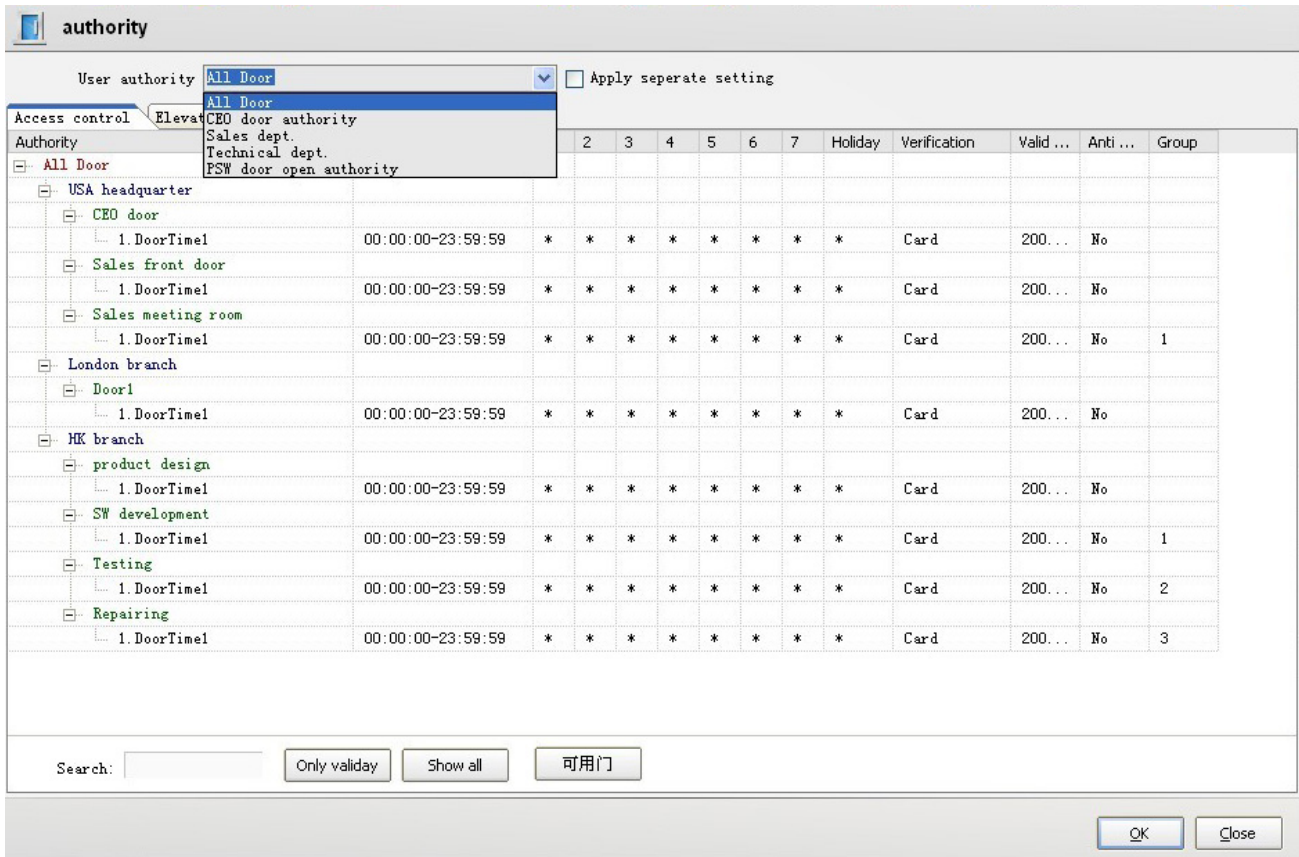 authority
User authority All Door Apply seperate setting
All Door
CEO door authority
Sales dept.
Technical dept.
PSW door open authority
Access control Elevat
Authority 2 3 4 5 6 7 Holiday Verification Valid ... Anti ... Group
All Door
USA headquarter
CEO door
1.DoorTime1 00:00:00-23:59:59 * * * * * * * * Card 200... No
Sales front door
1.DoorTime1 00:00:00-23:59:59 * * * * * * * * Card 200... No
Sales meeting room
1.DoorTime1 00:00:00-23:59:59 * * * * * * * * Card 200... No 1
London branch
Door1
1.DoorTime1 00:00:00-23:59:59 * * * * * * * * Card 200... No
HK branch
product design
1.DoorTime1 00:00:00-23:59:59 * * * * * * * * Card 200... No
SW development
1.DoorTime1 00:00:00-23:59:59 * * * * * * * * Card 200... No 1
Testing
1.DoorTime1 00:00:00-23:59:59 * * * * * * * * Card 200... No 2
Repairing
1.DoorTime1 00:00:00-23:59:59 * * * * * * * * Card 200... No 3
Search: Only validay Show all 可用门
OK Close